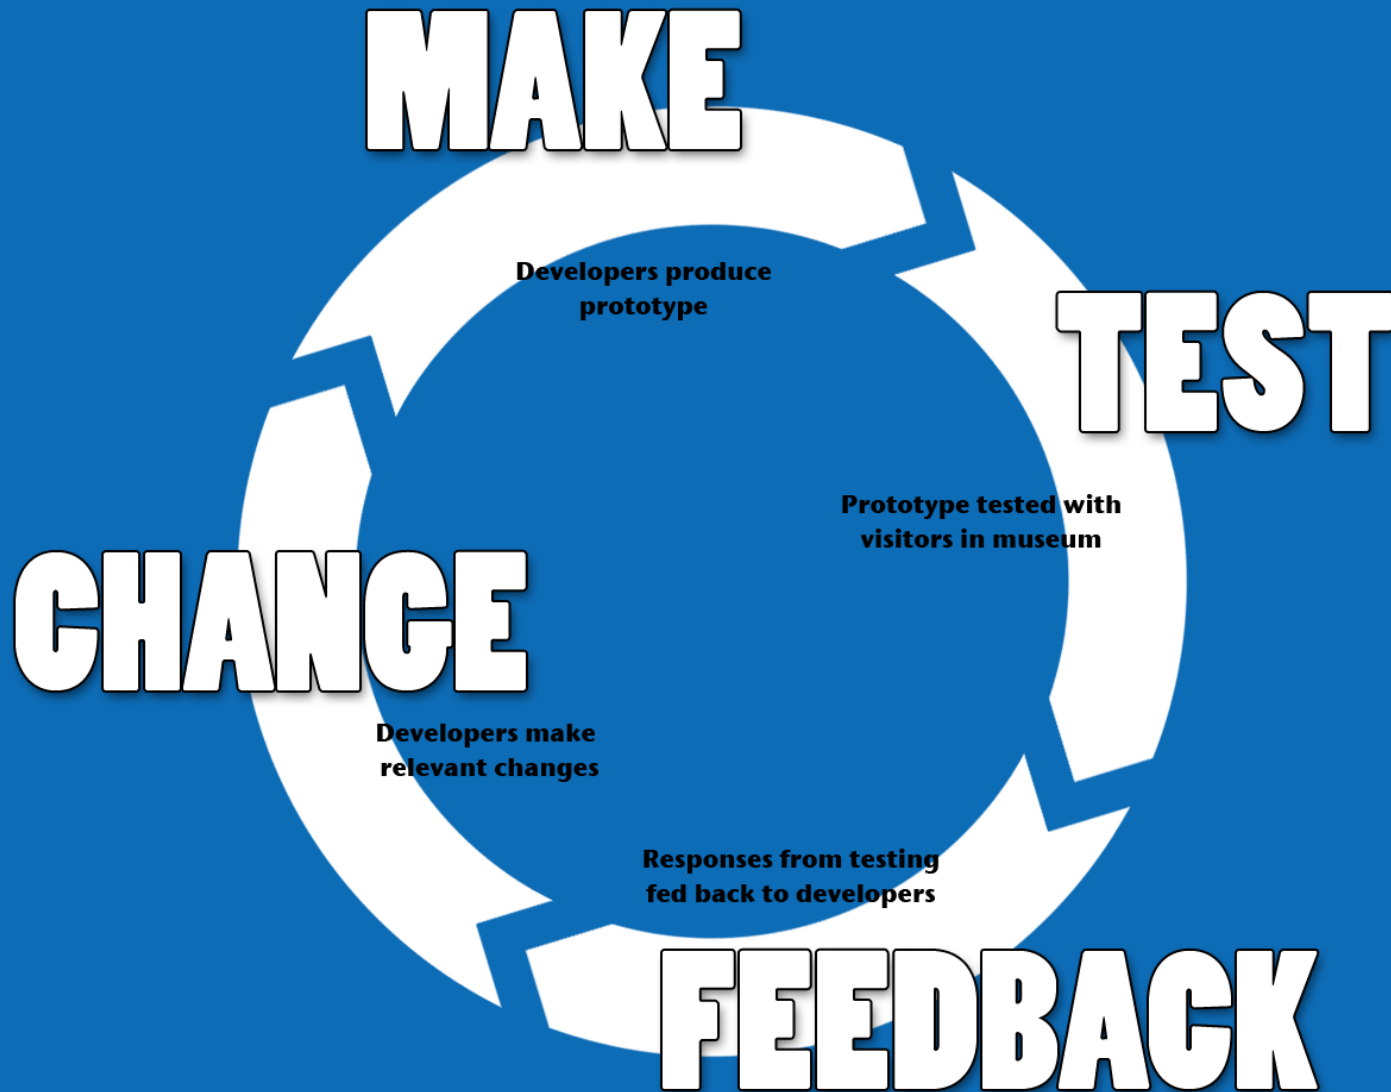 MAKE
Developers produce
prototype
TEST
Prototype tested with
visitors in museum
FEEDBACK
Responses from testing
fed back to developers
CHANGE
Developers make
relevant changes